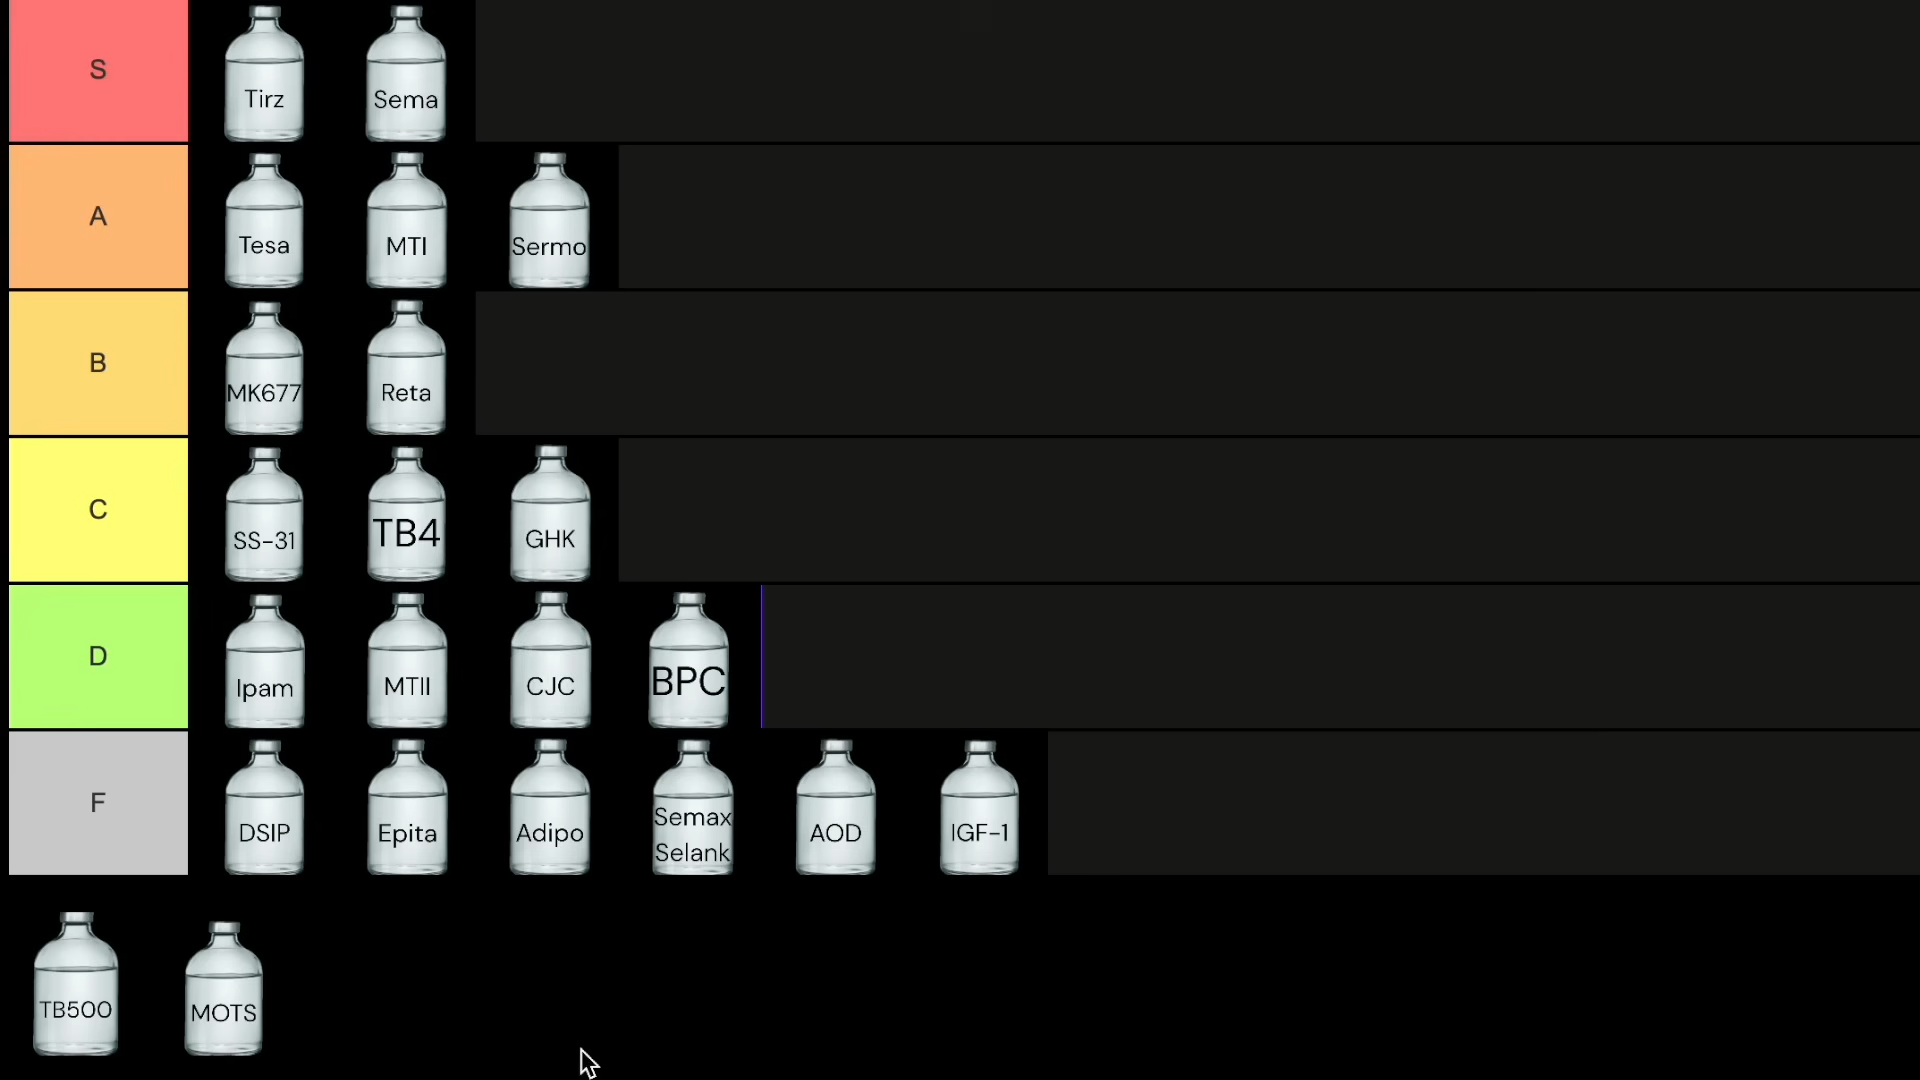 S
Tirz
Sema
A
Tesa
MTI
Sermo
B
MK677
Reta
C
SS-31
TB4
GHK
D
Ipam
MTII
CJC
BPC
F
DSIP
Epita
Adipo
Semax
Selank
AOD
IGF-1
TB500
MOTS